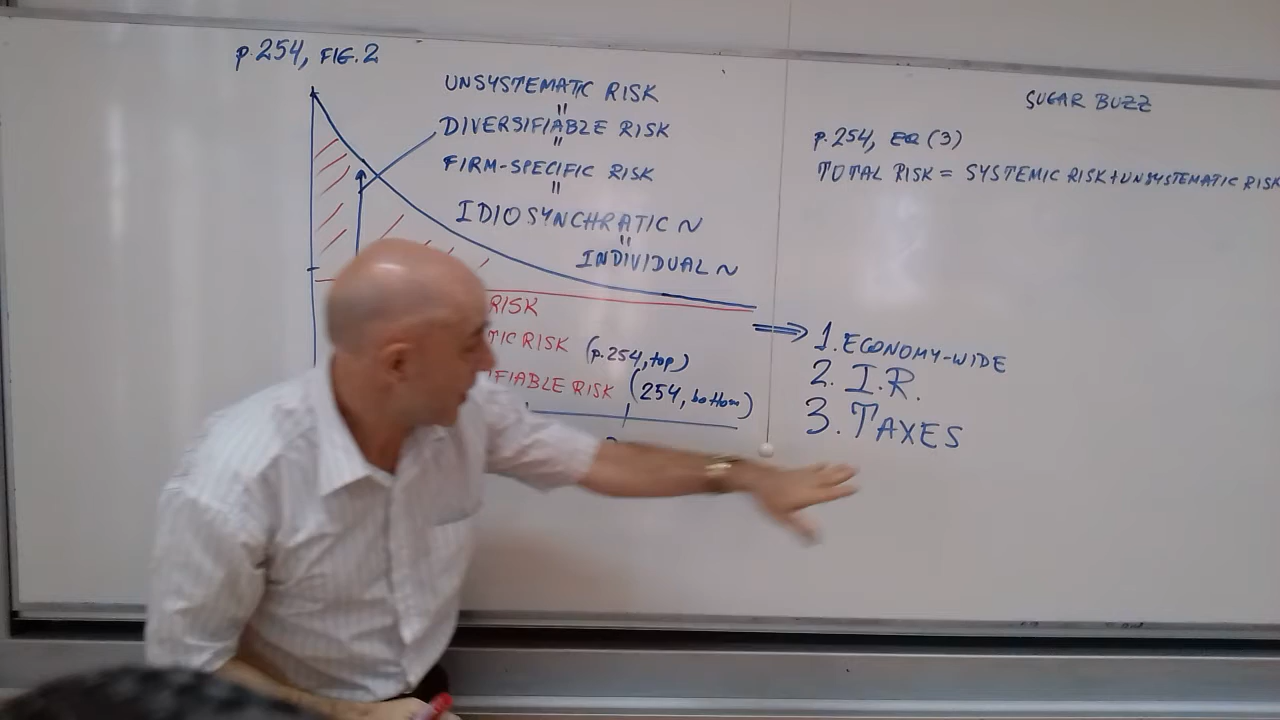 p.254, FIG.2
UNSYSTEMATIC RISK
"
DIVERSIFIABLE RISK
"
FIRM-SPECIFIC RISK
"
IDIOSYNCHRATIC ~
"
INDIVIDUAL ~
RISK
TIC RISK (p.254, top)
FIABLE RISK (254, bottom)
SUGAR BUZZ
p.254, EQ (3)
TOTAL RISK = SYSTEMIC RISK + UNSYSTEMATIC RISK
⇒ 1. ECONOMY-WIDE
2. I.R.
3. TAXES